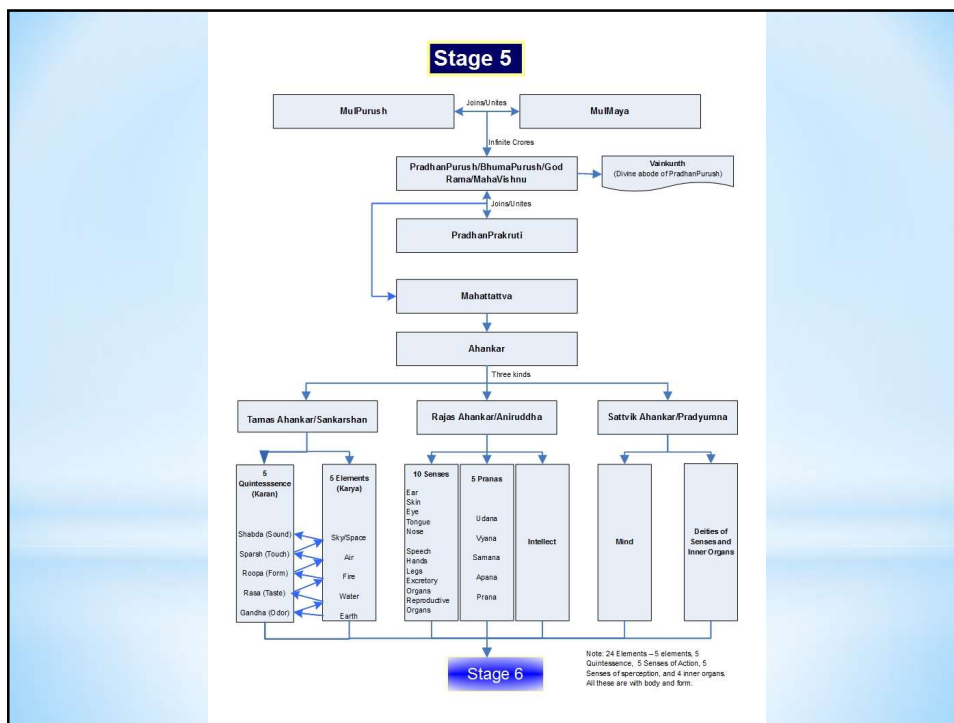 Stage 5
MulPurush
Joins/Unites
MulMaya
Infinite Crores
PradhanPurush/BhumaPurush/God
Rama/MahaVishnu
Vainkunth
(Divine abode of PradhanPurush)
Joins/Unites
PradhanPrakruti
Mahattattva
Ahankar
Three kinds
Tamas Ahankar/Sankarshan
Rajas Ahankar/Aniruddha
Sattvik Ahankar/Pradyumna
5
Quintesssence
(Karan)
Shabda (Sound)
Sparsh (Touch)
Roopa (Form)
Rasa (Taste)
Gandha (Odor)
5 Elements
(Karya)
Sky/Space
Air
Fire
Water
Earth
10 Senses
Ear
Skin
Eye
Tongue
Nose
Speech
Hands
Legs
Excretory
Organs
Reproductive
Organs
5 Pranas
Udana
Vyana
Samana
Apana
Prana
Intellect
Mind
Deities of
Senses and
Inner Organs
Stage 6
Note: 24 Elements – 5 elements, 5
Quintessence, 5 Senses of Action, 5
Senses of sperception, and 4 inner organs.
All these are with body and form.